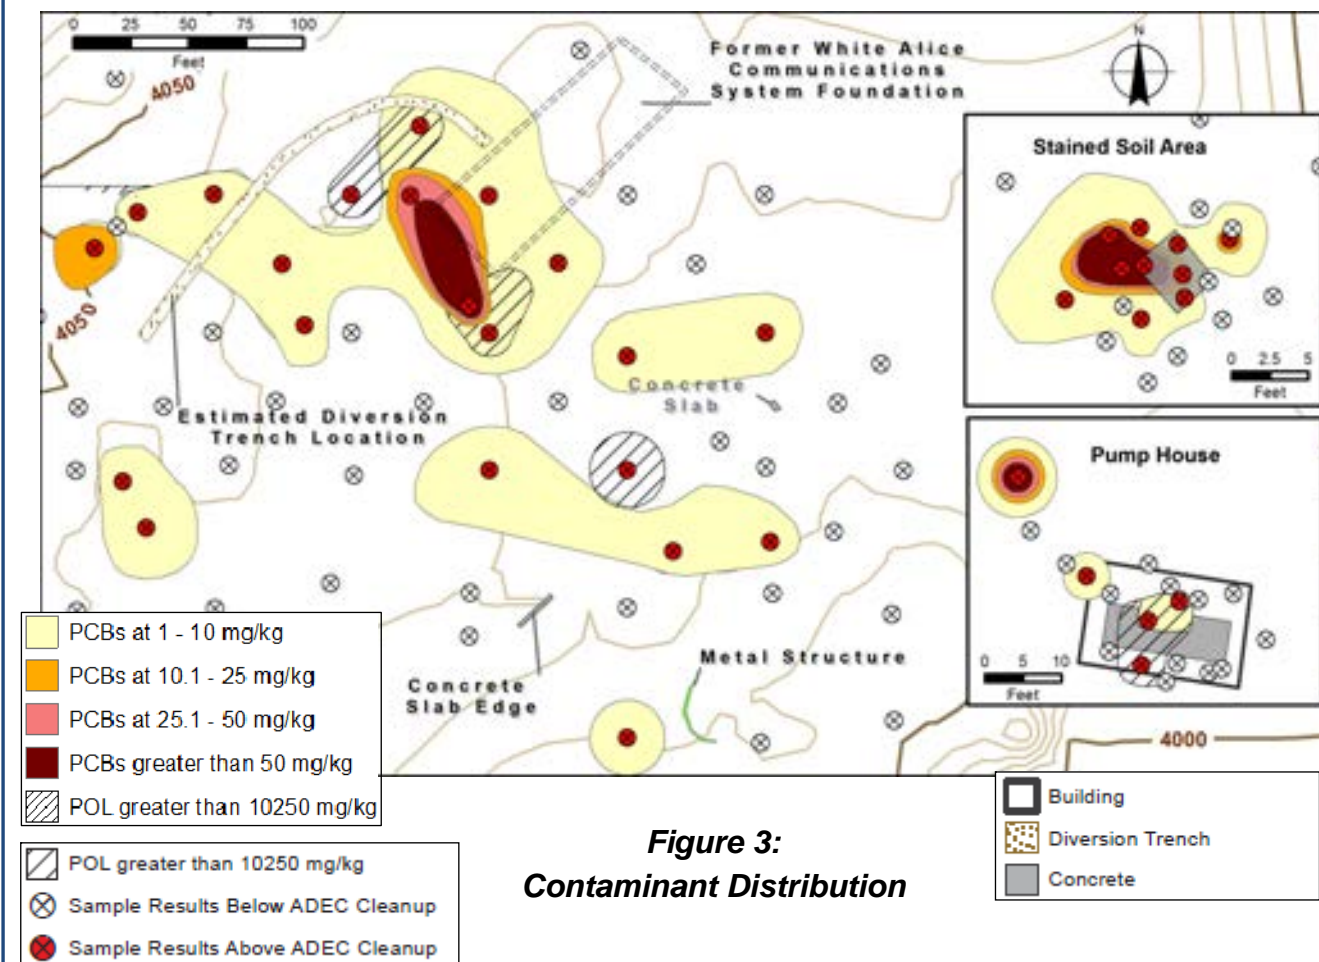 0 25 50 75 100
Feet
4050
Former White Alice
Communications
System Foundation
N
Stained Soil Area
4050
0 2.5 5
Feet
Concrete
Slab
Estimated Diversion
Trench Location
Pump House
Metal Structure
0 5 10
Feet
Concrete
Slab Edge
4000
PCBs at 1 - 10 mg/kg
PCBs at 10.1 - 25 mg/kg
PCBs at 25.1 - 50 mg/kg
PCBs greater than 50 mg/kg
POL greater than 10250 mg/kg
POL greater than 10250 mg/kg
Sample Results Below ADEC Cleanup
Sample Results Above ADEC Cleanup
Figure 3:
Contaminant Distribution
Building
Diversion Trench
Concrete